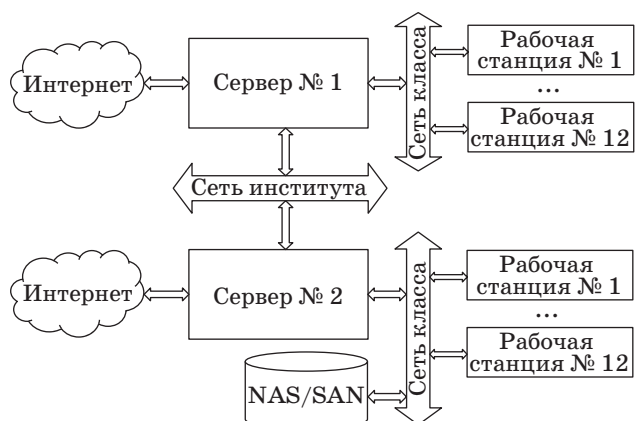 Интернет
Сервер № 1
Сеть класса
Рабочая
станция № 1
...
Рабочая
станция № 12
Сеть института
Интернет
Сервер № 2
Сеть класса
Рабочая
станция № 1
...
Рабочая
станция № 12
NAS/SAN